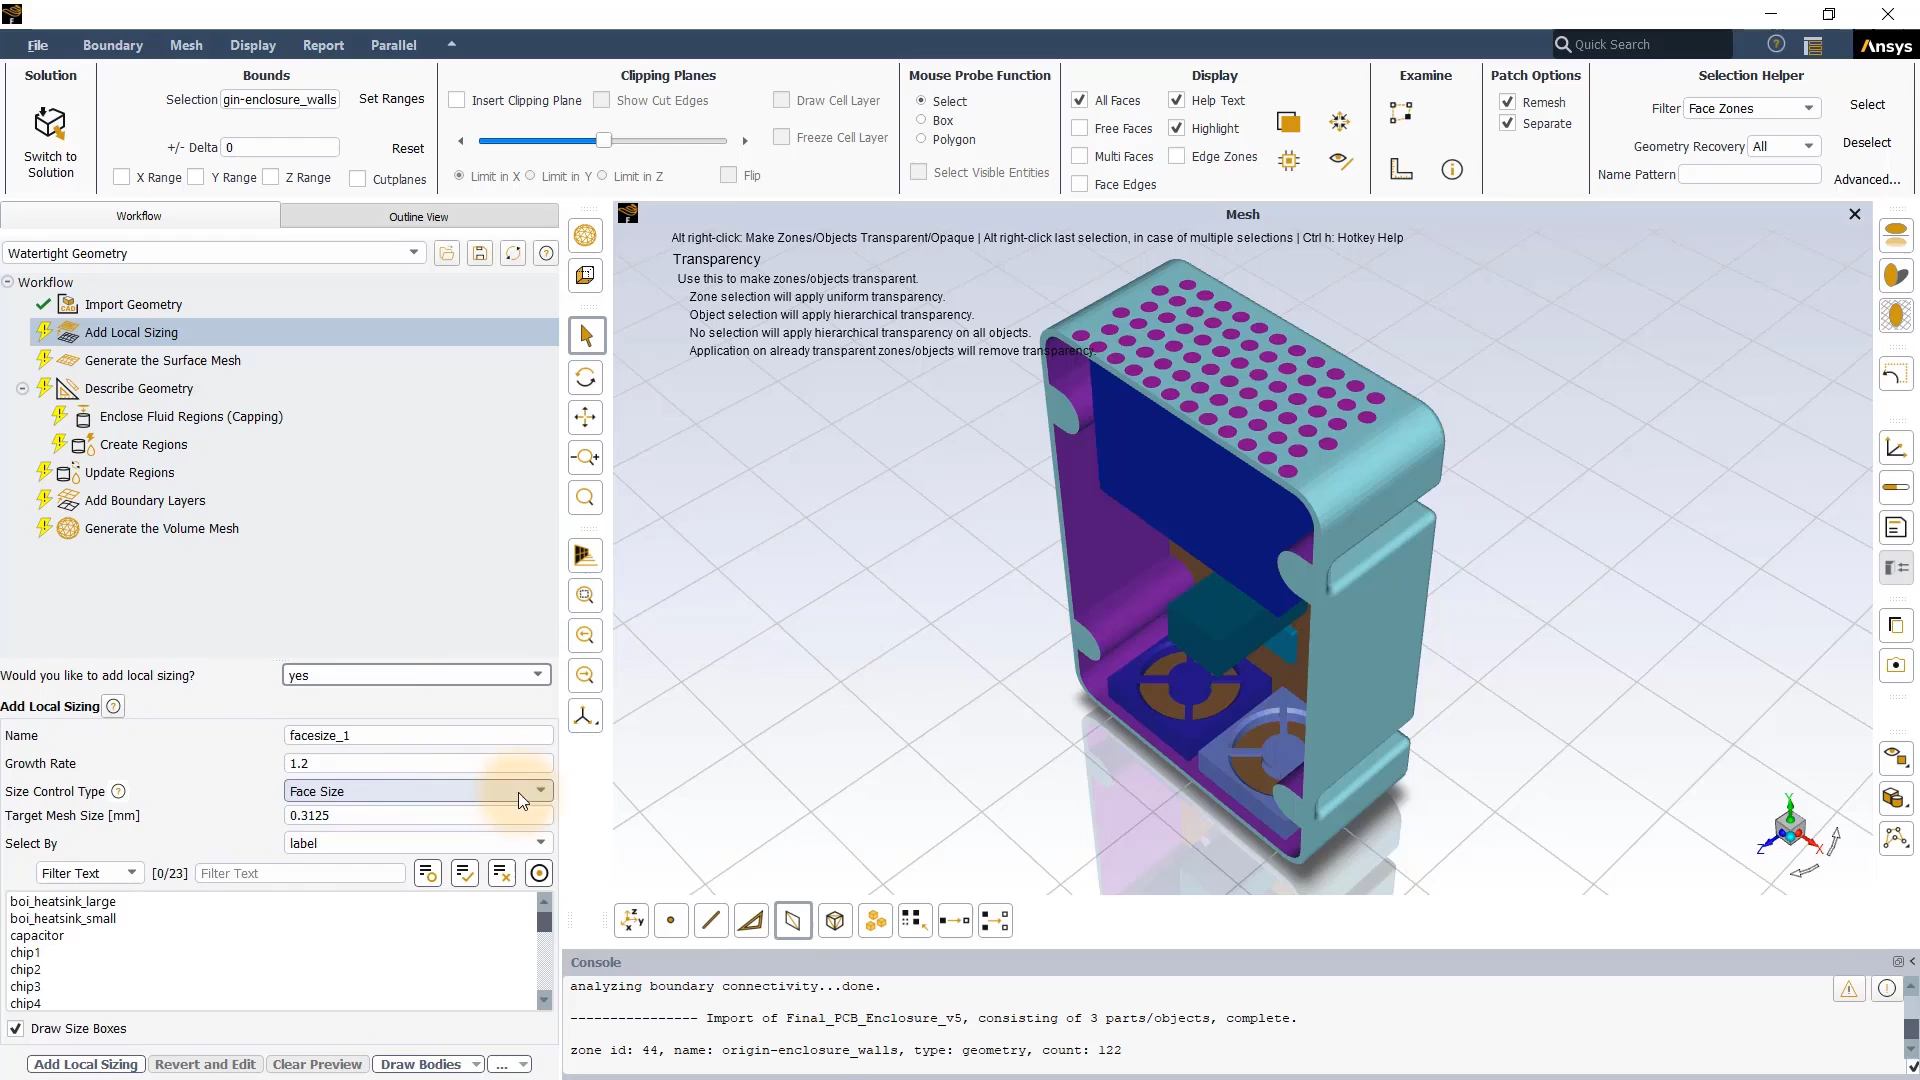 File
Boundary
Mesh
Display
Report
Parallel
Quick Search
Ansys
Solution
Switch to
Solution
Bounds
Selection gin-enclosure_walls Set Ranges
+/- Delta 0 Reset
X Range Y Range Z Range Cutplanes
Clipping Planes
Insert Clipping Plane Show Cut Edges Draw Cell Layer
Freeze Cell Layer
Limit in X Limit in Y Limit in Z Flip
Mouse Probe Function
Select
Box
Polygon
Select Visible Entities
Display
All Faces Help Text
Free Faces Highlight
Multi Faces Edge Zones
Face Edges
Examine
Patch Options
Remesh
Separate
Selection Helper
Filter Face Zones Select
Geometry Recovery All Deselect
Name Pattern Advanced...
Workflow Outline View
Watertight Geometry
Workflow
Import Geometry
Add Local Sizing
Generate the Surface Mesh
Describe Geometry
Enclose Fluid Regions (Capping)
Create Regions
Update Regions
Add Boundary Layers
Generate the Volume Mesh
Would you like to add local sizing? yes
Add Local Sizing
Name facesize_1
Growth Rate 1.2
Size Control Type Face Size
Target Mesh Size [mm] 0.3125
Select By label
Filter Text [0/23] Filter Text
boi_heatsink_large
boi_heatsink_small
capacitor
chip1
chip2
chip3
chip4
Draw Size Boxes
Add Local Sizing Revert and Edit Clear Preview Draw Bodies ...
Mesh
Alt right-click: Make Zones/Objects Transparent/Opaque | Alt right-click last selection, in case of multiple selections | Ctrl h: Hotkey Help
Transparency
Use this to make zones/objects transparent.
Zone selection will apply uniform transparency.
Object selection will apply hierarchical transparency.
No selection will apply hierarchical transparency on all objects.
Application on already transparent zones/objects will remove transparency.
Y
Z X
Console
analyzing boundary connectivity...done.
---------------- Import of Final_PCB_Enclosure_v5, consisting of 3 parts/objects, complete.
zone id: 44, name: origin-enclosure_walls, type: geometry, count: 122